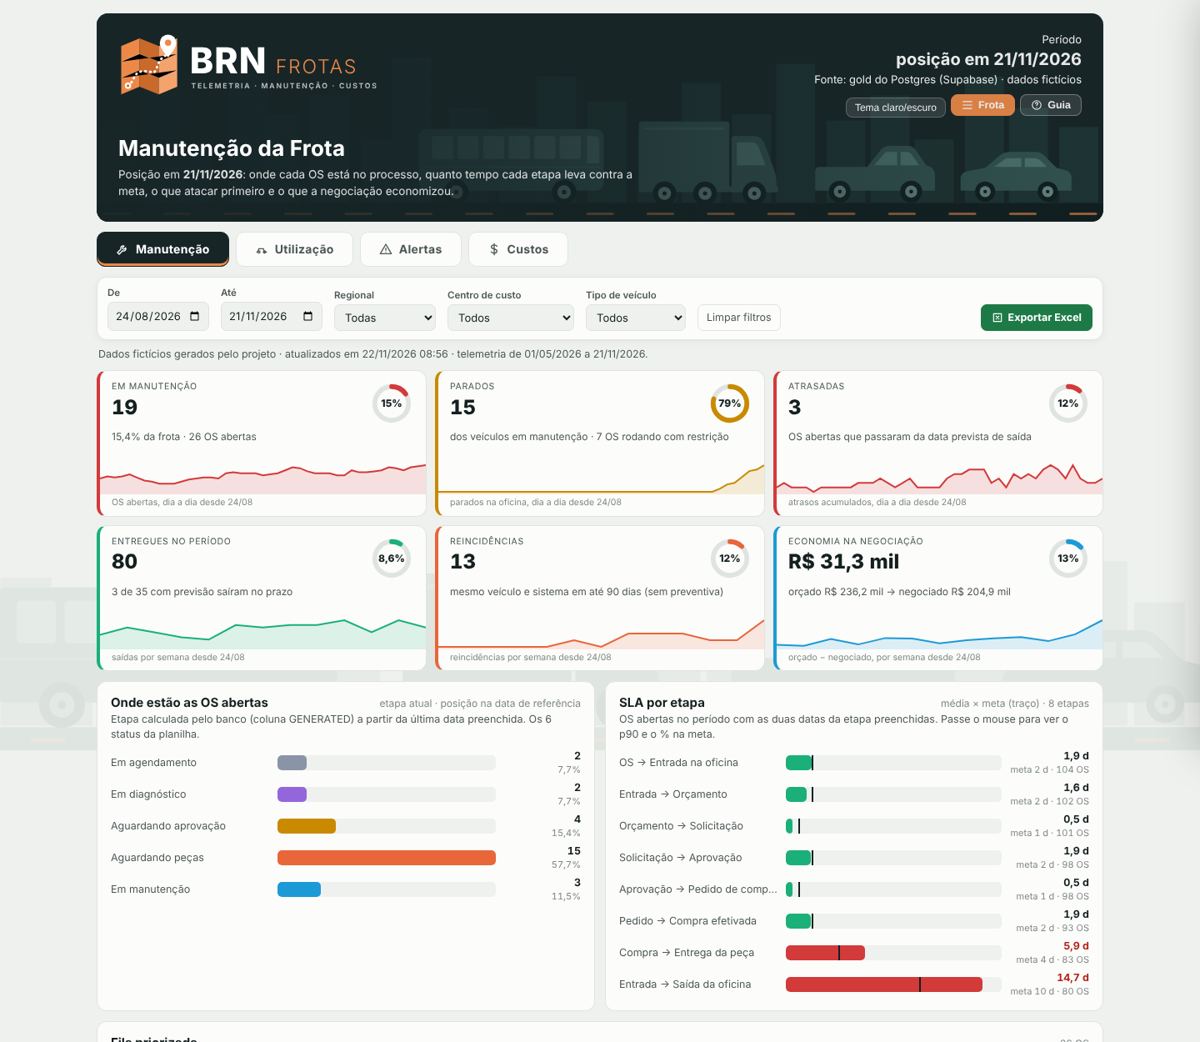 BRN FROTAS
TELEMETRIA · MANUTENÇÃO · CUSTOS
Período
posição em 21/11/2026
Fonte: gold do Postgres (Supabase) · dados fictícios
Tema claro/escuro
Frota
Guia
Manutenção da Frota
Posição em 21/11/2026: onde cada OS está no processo, quanto tempo cada etapa leva contra a
meta, o que atacar primeiro e o que a negociação economizou.
Manutenção
Utilização
Alertas
Custos
De
24/08/2026
Até
21/11/2026
Regional
Todas
Centro de custo
Todos
Tipo de veículo
Todos
Limpar filtros
Exportar Excel
Dados fictícios gerados pelo projeto · atualizados em 22/11/2026 08:56 · telemetria de 01/05/2026 a 21/11/2026.
EM MANUTENÇÃO
19
15%
15,4% da frota · 26 OS abertas
OS abertas, dia a dia desde 24/08
PARADOS
15
79%
dos veículos em manutenção · 7 OS rodando com restrição
parados na oficina, dia a dia desde 24/08
ATRASADAS
3
12%
OS abertas que passaram da data prevista de saída
atrasos acumulados, dia a dia desde 24/08
ENTREGUES NO PERÍODO
80
8,6%
3 de 35 com previsão saíram no prazo
saídas por semana desde 24/08
REINCIDÊNCIAS
13
12%
mesmo veículo e sistema em até 90 dias (sem preventiva)
reincidências por semana desde 24/08
ECONOMIA NA NEGOCIAÇÃO
R$ 31,3 mil
13%
orçado R$ 236,2 mil → negociado R$ 204,9 mil
orçado − negociado, por semana desde 24/08
Onde estão as OS abertas
etapa atual · posição na data de referência
Etapa calculada pelo banco (coluna GENERATED) a partir da última data preenchida. Os 6
status da planilha.
Em agendamento
2
7,7%
Em diagnóstico
2
7,7%
Aguardando aprovação
4
15,4%
Aguardando peças
15
57,7%
Em manutenção
3
11,5%
SLA por etapa
média × meta (traço) · 8 etapas
OS abertas no período com as duas datas da etapa preenchidas. Passe o mouse para ver o
p90 e o % na meta.
OS → Entrada na oficina
1,9 d
meta 2 d · 104 OS
Entrada → Orçamento
1,6 d
meta 2 d · 102 OS
Orçamento → Solicitação
0,5 d
meta 1 d · 101 OS
Solicitação → Aprovação
1,9 d
meta 2 d · 98 OS
Aprovação → Pedido de comp...
0,5 d
meta 1 d · 98 OS
Pedido → Compra efetivada
1,9 d
meta 2 d · 93 OS
Compra → Entrega da peça
5,9 d
meta 4 d · 83 OS
Entrada → Saída da oficina
14,7 d
meta 10 d · 80 OS